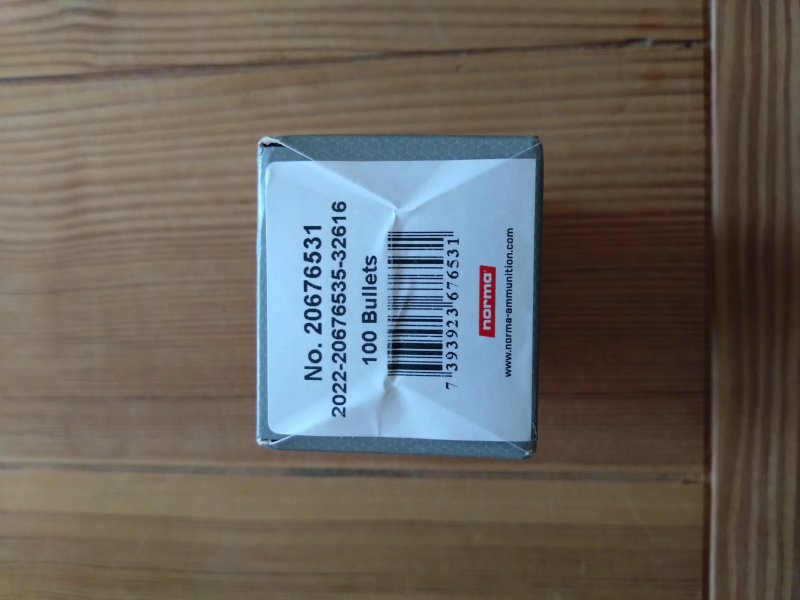 No. 20676531
2022-20676535-32616
100 Bullets
7 393923 676531
norma
www.norma-ammunition.com